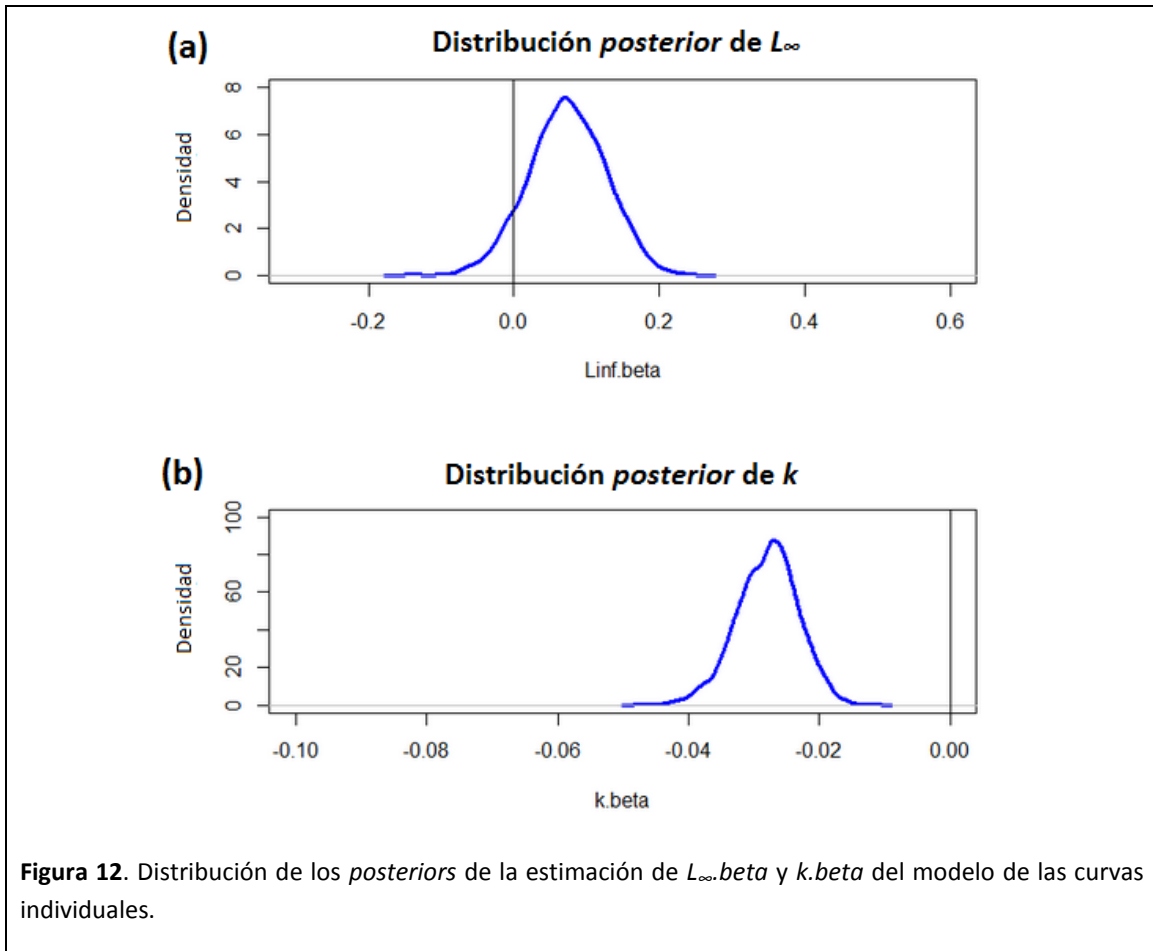 (a)
Distribución posterior de L∞
8
6
4
2
0
Densidad
-0.2 0.0 0.2 0.4 0.6
Linf.beta
(b)
Distribución posterior de k
100
60
20
0
Densidad
-0.10 -0.08 -0.06 -0.04 -0.02 0.00
k.beta
Figura 12. Distribución de los posteriors de la estimación de L∞.beta y k.beta del modelo de las curvas
individuales.